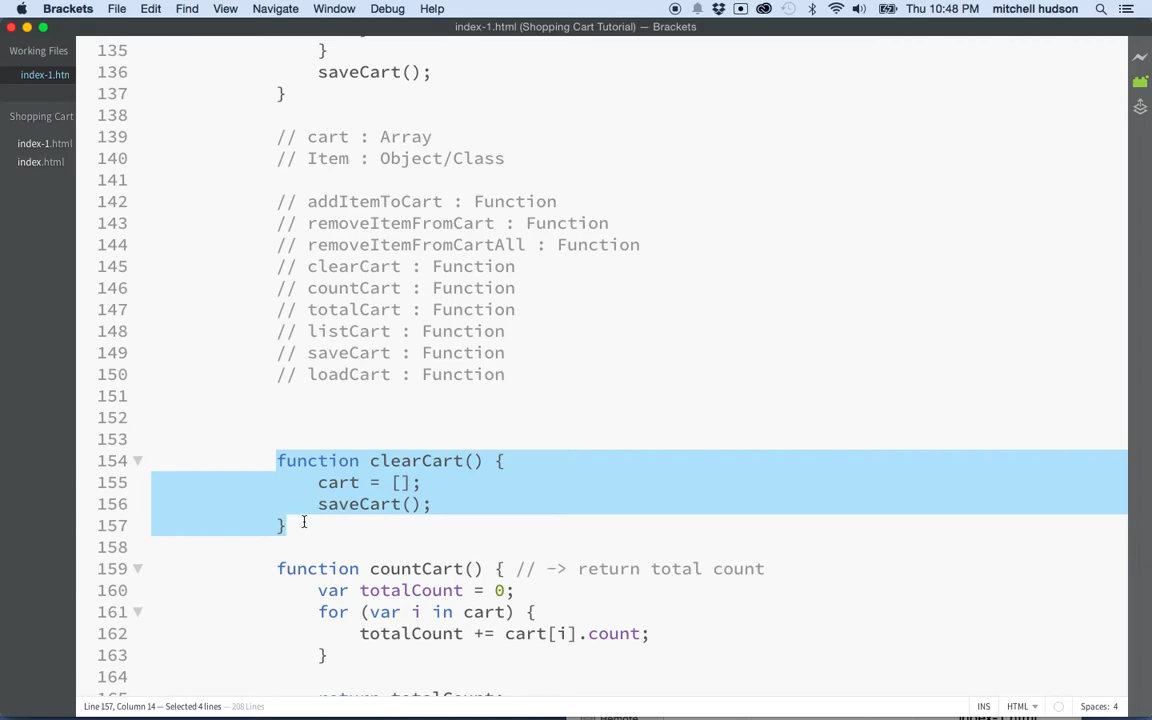 Brackets File Edit View Navigate Window Debug Help Thu 10:48 PM mitchell hudson
index-1.html (Shopping Cart Tutorial) — Brackets
Working Files
index-1.htm
Shopping Cart
index-1.html
index.html
135 }
136 saveCart();
137 }
138
139 // cart : Array
140 // Item : Object/Class
141
142 // addItemToCart : Function
143 // removeItemFromCart : Function
144 // removeItemFromCartAll : Function
145 // clearCart : Function
146 // countCart : Function
147 // totalCart : Function
148 // listCart : Function
149 // saveCart : Function
150 // loadCart : Function
151
152
153
154 function clearCart() {
155 cart = [];
156 saveCart();
157 }
158
159 function countCart() { // -> return total count
160 var totalCount = 0;
161 for (var i in cart) {
162 totalCount += cart[i].count;
163 }
164
165 return totalCount;
Line 157, Column 14 — Selected 4 lines — 208 Lines INS HTML Spaces: 4